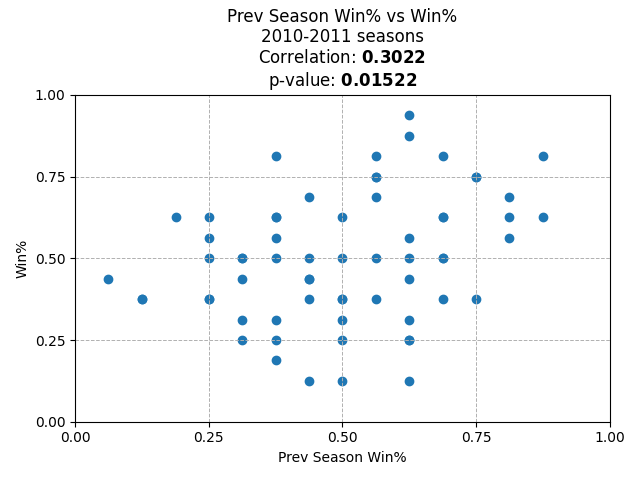 Prev Season Win% vs Win%
2010-2011 seasons
Correlation: 0.3022
p-value: 0.01522
1.00
0.75
0.50
0.25
0.00
Win%
0.00 0.25 0.50 0.75 1.00
Prev Season Win%